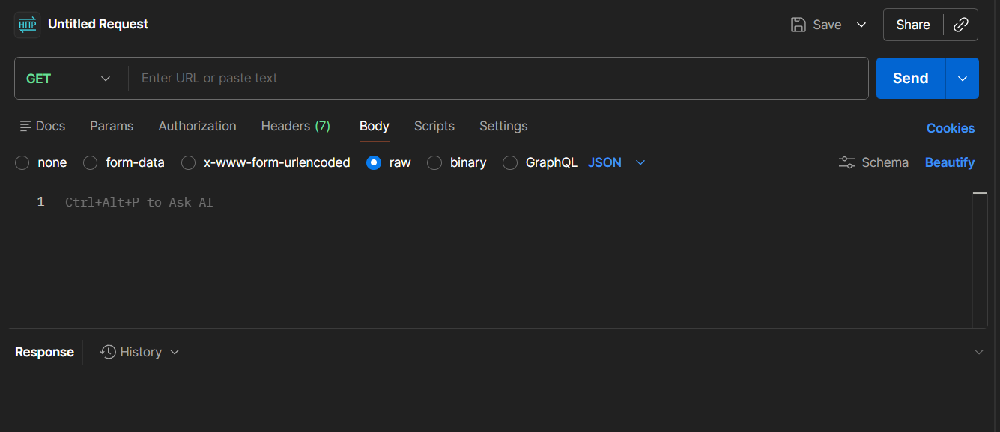 HTTP Untitled Request Save Share
GET Enter URL or paste text Send
Docs Params Authorization Headers (7) Body Scripts Settings Cookies
none form-data x-www-form-urlencoded raw binary GraphQL JSON Schema Beautify
1 Ctrl+Alt+P to Ask AI
Response History